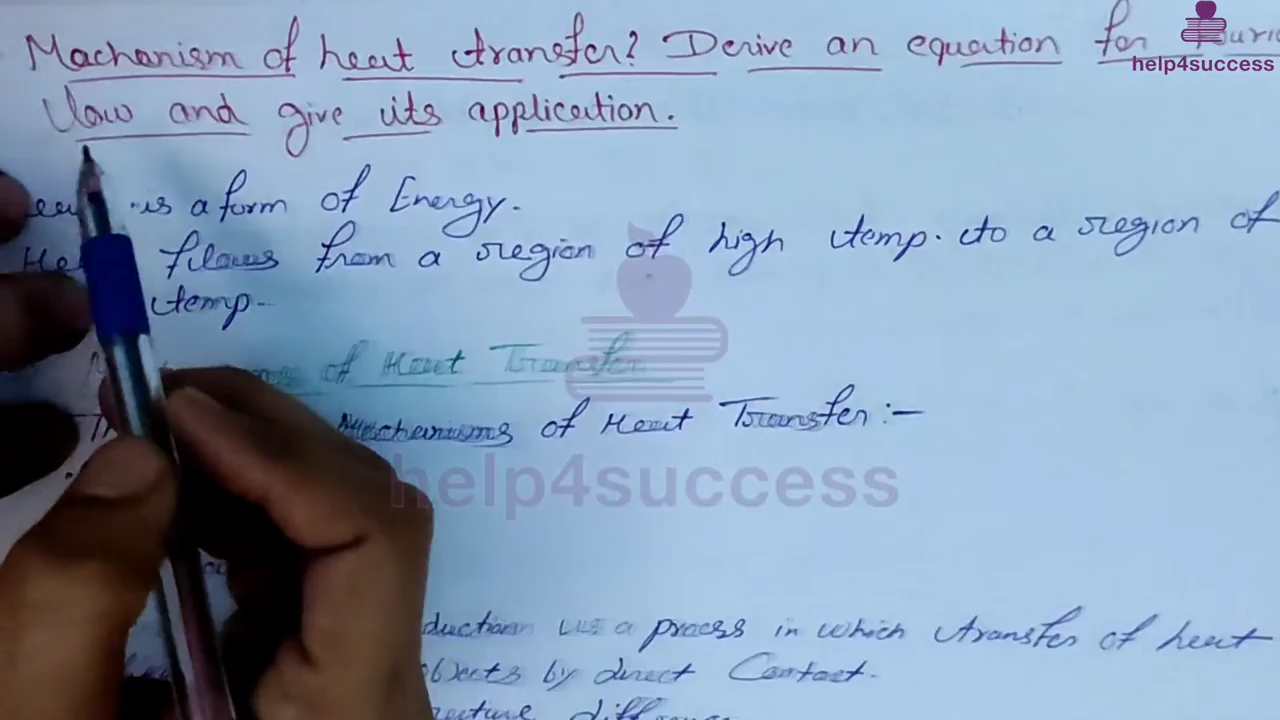 Mechanism of heat transfer? Derive an equation for
help4success
law and give its application.
is a form of Energy.
flows from a region of high temp. to a region of
temp.
of Heat Transfer
Mechanisms of Heat Transfer :-
help4success
in which transfer of heat
by direct Contact.